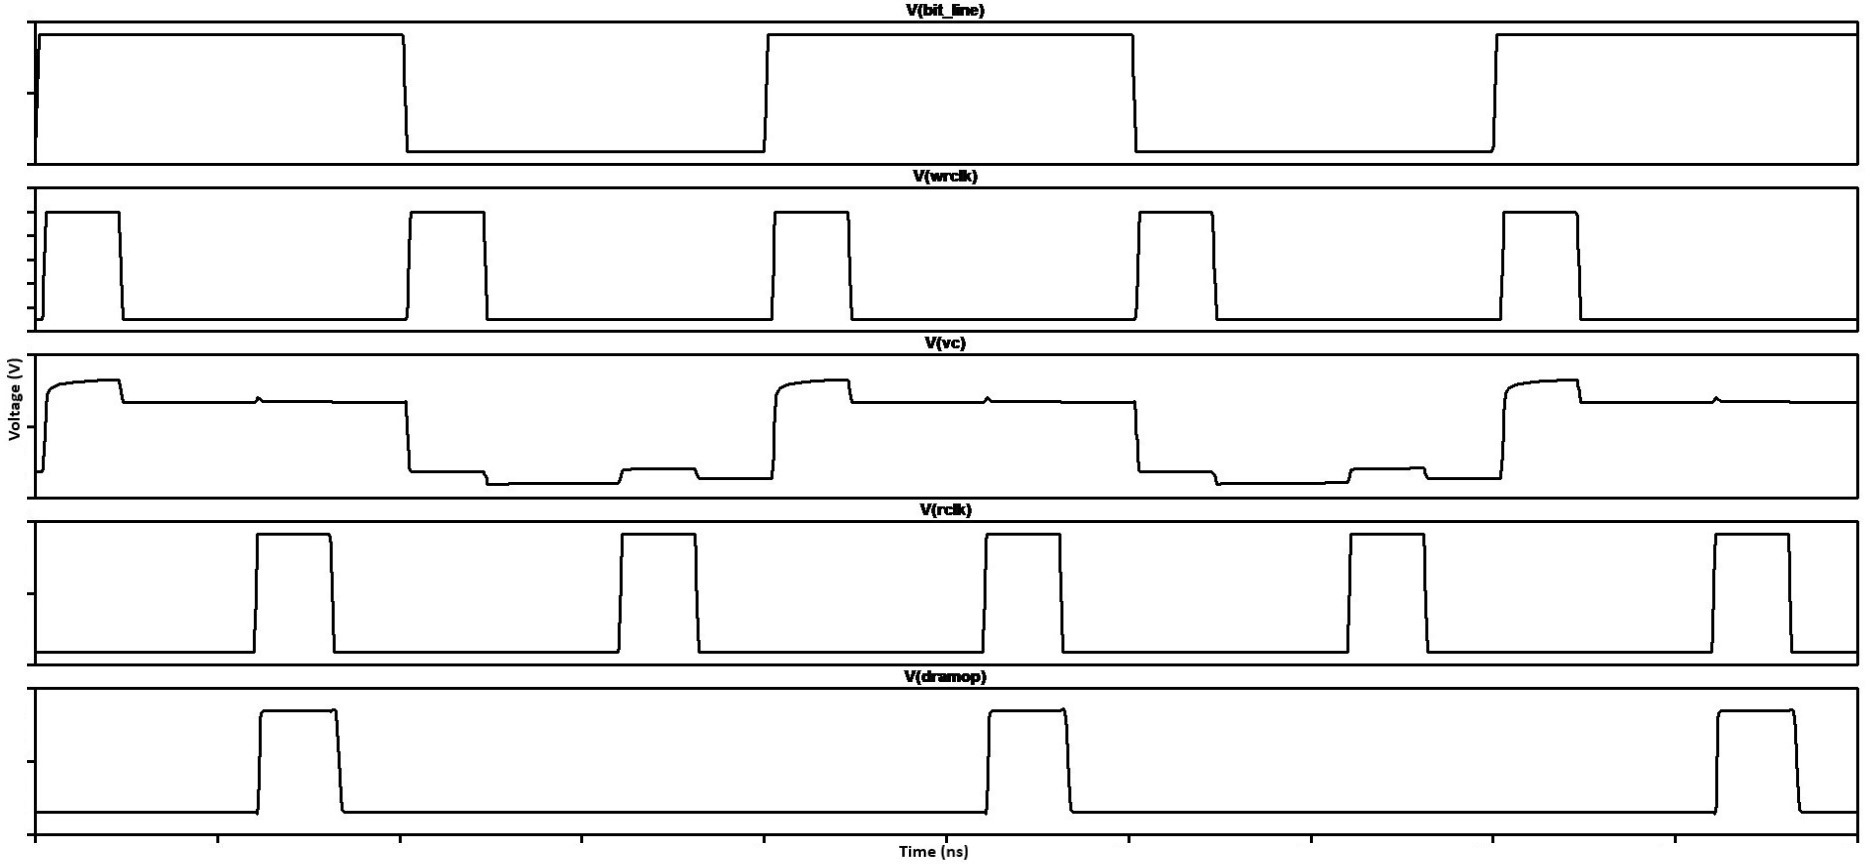 V(bit_line)
V(wrclk)
V(vc)
Voltage (V)
V(rclk)
V(dramop)
Time (ns)